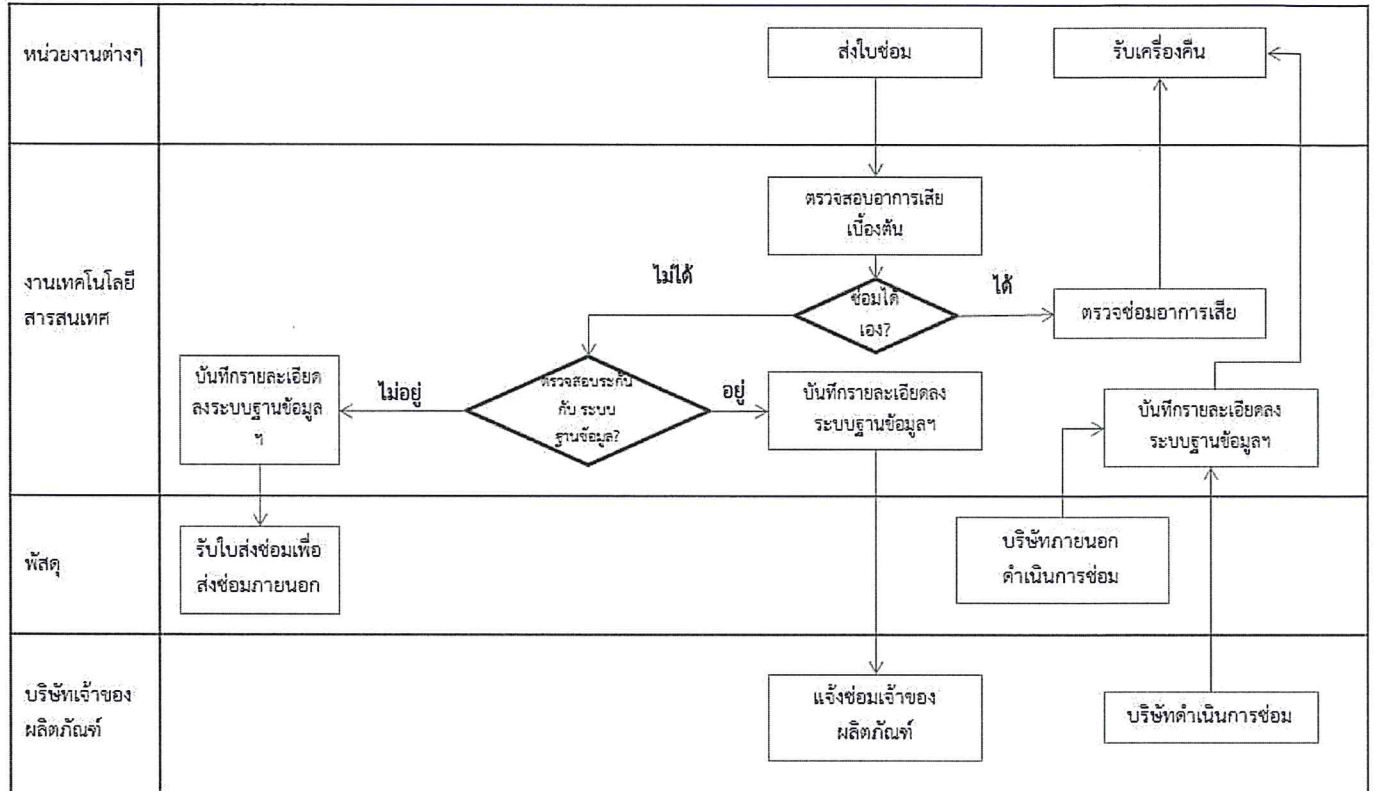 หน่วยงานต่างๆ
ส่งใบซ่อม
รับเครื่องคืน
งานเทคโนโลยี
สารสนเทศ
ตรวจสอบอาการเสีย
เบื้องต้น
ไม่ได้
ซ่อมได้
เอง?
ได้
ตรวจซ่อมอาการเสีย
บันทึกรายละเอียด
ลงระบบฐานข้อมูล
ฯ
ไม่อยู่
ตรวจสอบระกัน
กับ ระบบ
ฐานข้อมูล?
อยู่
บันทึกรายละเอียดลง
ระบบฐานข้อมูลฯ
บันทึกรายละเอียดลง
ระบบฐานข้อมูลฯ
พัสดุ
รับใบส่งซ่อมเพื่อ
ส่งซ่อมภายนอก
บริษัทภายนอก
ดำเนินการซ่อม
บริษัทเจ้าของ
ผลิตภัณฑ์
แจ้งซ่อมเจ้าของ
ผลิตภัณฑ์
บริษัทดำเนินการซ่อม